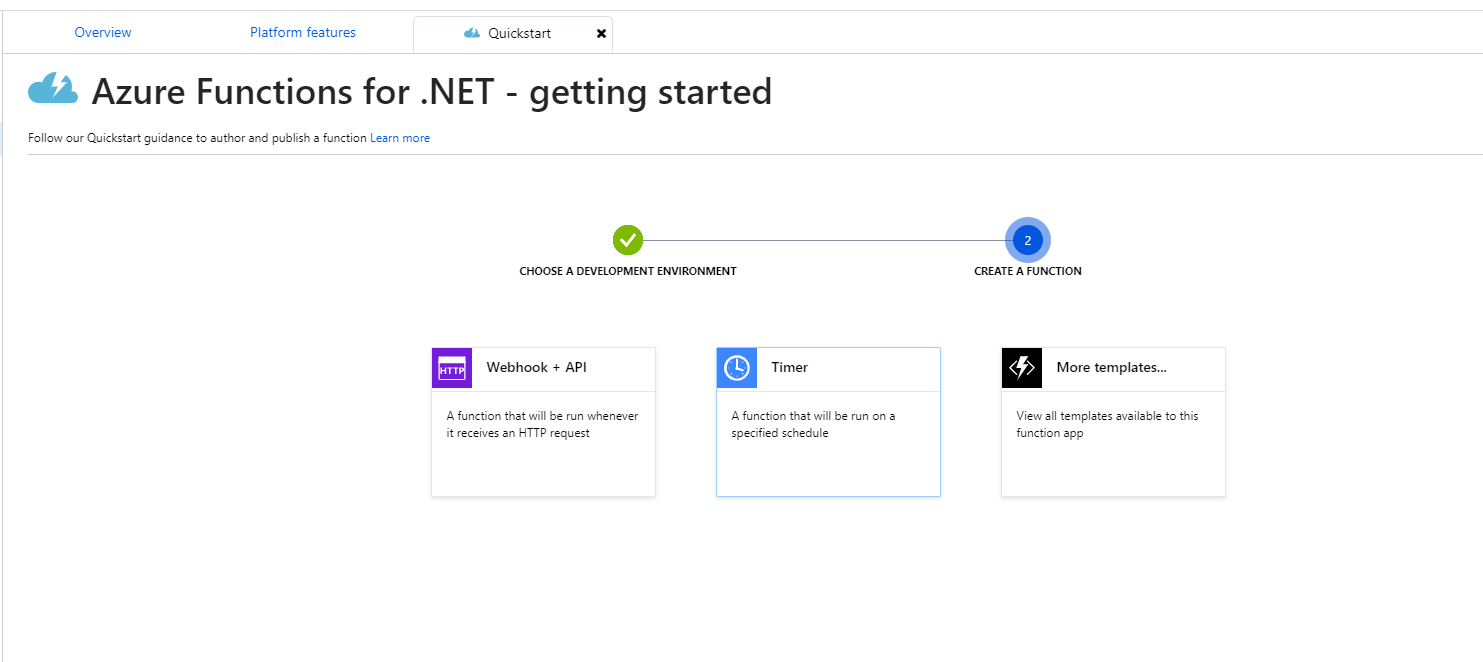 Overview
Platform features
Quickstart
Azure Functions for .NET - getting started
Follow our Quickstart guidance to author and publish a function Learn more
2
CHOOSE A DEVELOPMENT ENVIRONMENT
CREATE A FUNCTION
HTTP
Webhook + API
A function that will be run whenever
it receives an HTTP request
Timer
A function that will be run on a
specified schedule
More templates...
View all templates available to this
function app